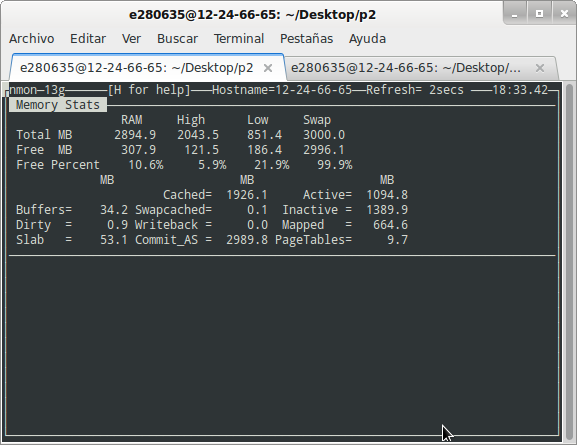 e280635@12-24-66-65: ~/Desktop/p2
Archivo Editar Ver Buscar Terminal Pestañas Ayuda
e280635@12-24-66-65: ~/Desktop/p2 e280635@12-24-66-65: ~/Desktop/...
nmon-13g [H for help] Hostname=12-24-66-65 Refresh= 2secs 18:33.42
Memory Stats
RAM High Low Swap
Total MB 2894.9 2043.5 851.4 3000.0
Free MB 307.9 121.5 186.4 2996.1
Free Percent 10.6% 5.9% 21.9% 99.9%
MB MB MB
Cached= 1926.1 Active= 1094.8
Buffers= 34.2 Swapcached= 0.1 Inactive = 1389.9
Dirty = 0.9 Writeback = 0.0 Mapped = 664.6
Slab = 53.1 Commit_AS = 2989.8 PageTables= 9.7